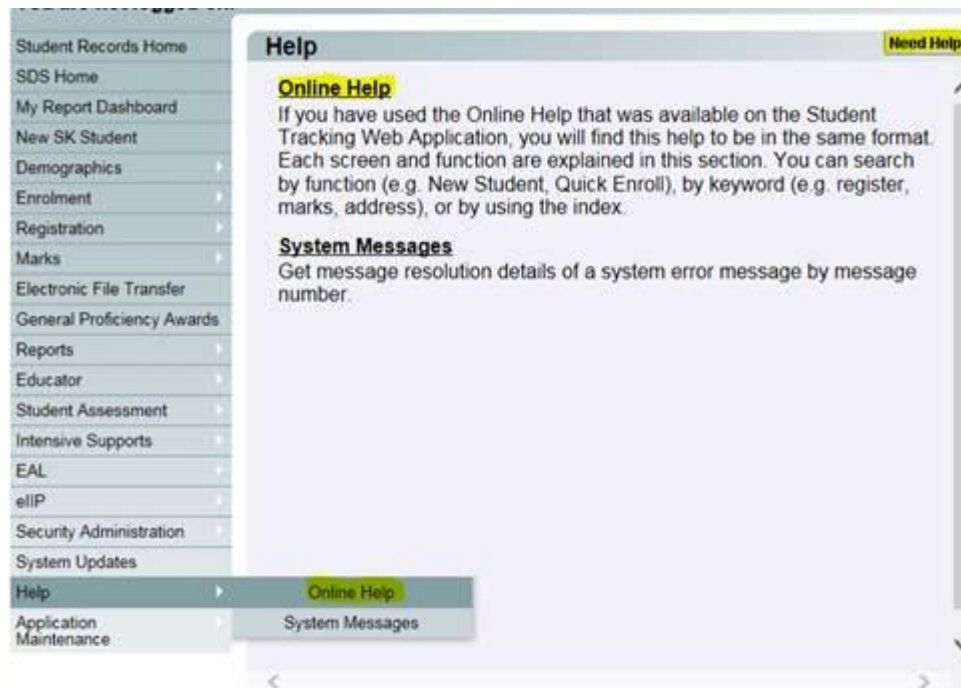 Student Records Home
SDS Home
My Report Dashboard
New SK Student
Demographics
Enrolment
Registration
Marks
Electronic File Transfer
General Proficiency Awards
Reports
Educator
Student Assessment
Intensive Supports
EAL
eIIP
Security Administration
System Updates
Help
Application
Maintenance
Online Help
System Messages
Help
Need Help
Online Help
If you have used the Online Help that was available on the Student
Tracking Web Application, you will find this help to be in the same format.
Each screen and function are explained in this section. You can search
by function (e.g. New Student, Quick Enroll), by keyword (e.g. register,
marks, address), or by using the index.
System Messages
Get message resolution details of a system error message by message
number.